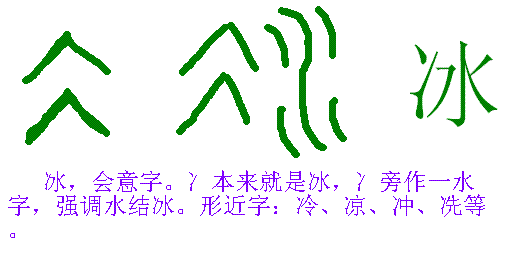 冰
冰，会意字。冫本来就是冰，冫旁作一水
字，强调水结冰。形近字：冷、凉、冲、冼等
。